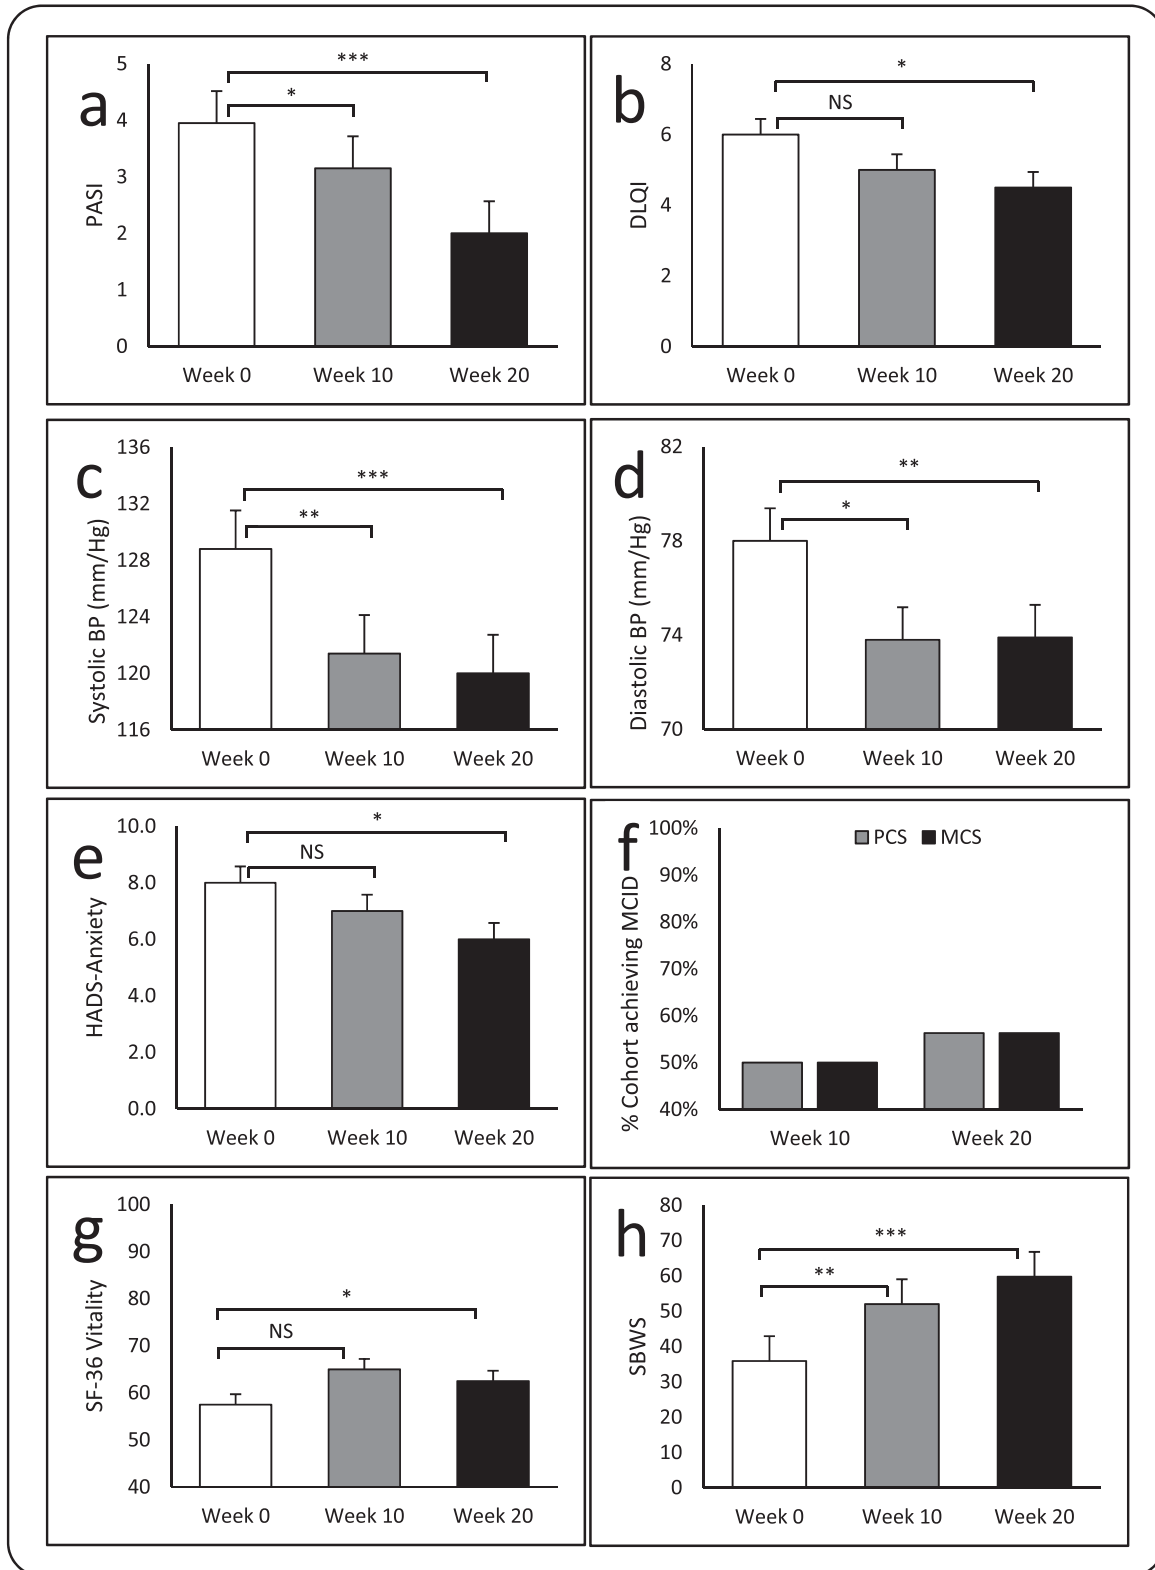 a
PASI
5
4
3
2
1
0
***
*
Week 0 Week 10 Week 20
b
DLQI
8
6
4
2
0
*
NS
Week 0 Week 10 Week 20
c
Systolic BP (mm/Hg)
136
132
128
124
120
116
***
**
Week 0 Week 10 Week 20
d
Diastolic BP (mm/Hg)
82
78
74
70
**
*
Week 0 Week 10 Week 20
e
HADS-Anxiety
10.0
8.0
6.0
4.0
2.0
0.0
*
NS
Week 0 Week 10 Week 20
f
% Cohort achieving MCID
100%
90%
80%
70%
60%
50%
40%
PCS MCS
Week 10 Week 20
g
SF-36 Vitality
100
90
80
70
60
50
40
*
NS
Week 0 Week 10 Week 20
h
SBWS
80
70
60
50
40
30
20
10
0
***
**
Week 0 Week 10 Week 20